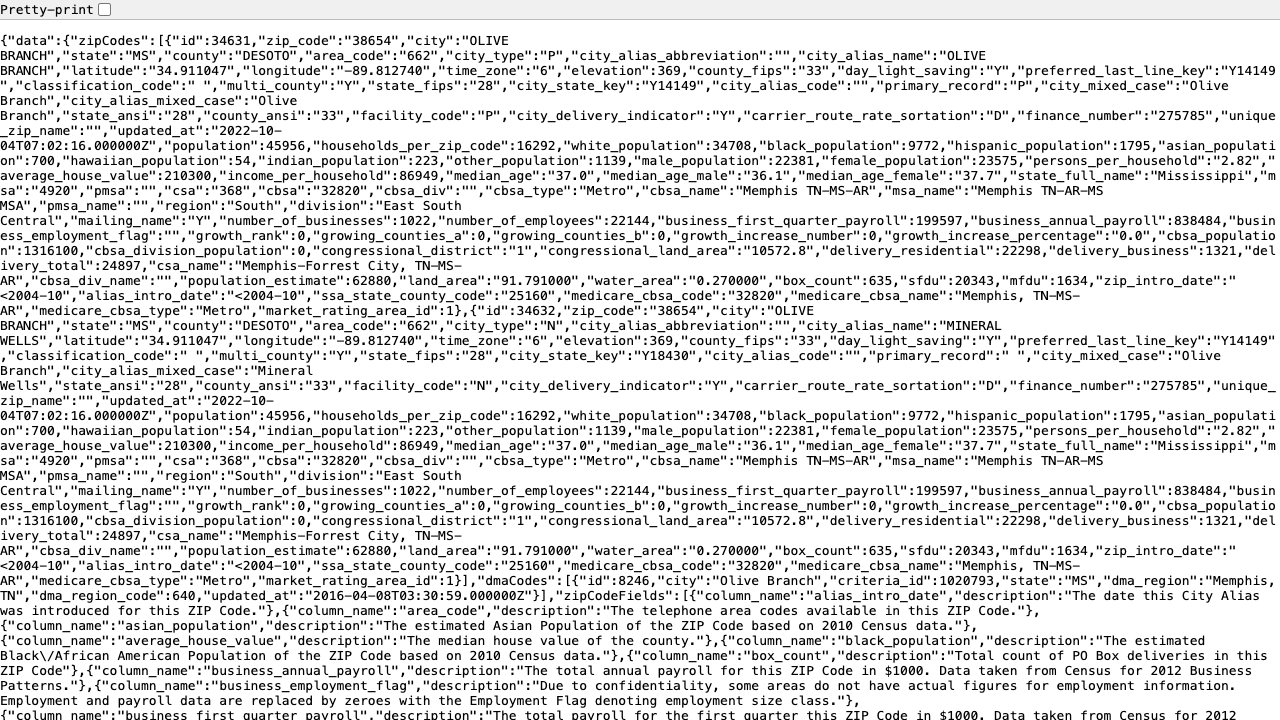 Pretty-print
{"data":{"zipCodes":[{"id":34631,"zip_code":"38654","city":"OLIVE
BRANCH","state":"MS","county":"DESOTO","area_code":"662","city_type":"P","city_alias_abbreviation":"","city_alias_name":"OLIVE
BRANCH","latitude":"34.911047","longitude":"-89.812740","time_zone":"6","elevation":369,"county_fips":"33","day_light_saving":"Y","preferred_last_line_key":"Y14149
","classification_code":" ","multi_county":"Y","state_fips":"28","city_state_key":"Y14149","city_alias_code":"","primary_record":"P","city_mixed_case":"Olive
Branch","city_alias_mixed_case":"Olive
Branch","state_ansi":"28","county_ansi":"33","facility_code":"P","city_delivery_indicator":"Y","carrier_route_rate_sortation":"D","finance_number":"275785","unique
_zip_name":"","updated_at":"2022-10-
04T07:02:16.000000Z","population":45956,"households_per_zip_code":16292,"white_population":34708,"black_population":9772,"hispanic_population":1795,"asian_populati
on":700,"hawaiian_population":54,"indian_population":223,"other_population":1139,"male_population":22381,"female_population":23575,"persons_per_household":"2.82","
average_house_value":210300,"income_per_household":86949,"median_age":"37.0","median_age_male":"36.1","median_age_female":"37.7","state_full_name":"Mississippi","m
sa":"4920","pmsa":"","csa":"368","cbsa":"32820","cbsa_div":"","cbsa_type":"Metro","cbsa_name":"Memphis TN-MS-AR","msa_name":"Memphis TN-AR-MS
MSA","pmsa_name":"","region":"South","division":"East South
Central","mailing_name":"Y","number_of_businesses":1022,"number_of_employees":22144,"business_first_quarter_payroll":199597,"business_annual_payroll":838484,"busin
ess_employment_flag":"","growth_rank":0,"growing_counties_a":0,"growing_counties_b":0,"growth_increase_number":0,"growth_increase_percentage":"0.0","cbsa_populatio
n":1316100,"cbsa_division_population":0,"congressional_district":"1","congressional_land_area":"10572.8","delivery_residential":22298,"delivery_business":1321,"del
ivery_total":24897,"csa_name":"Memphis-Forrest City, TN-MS-
AR","cbsa_div_name":"","population_estimate":62880,"land_area":"91.791000","water_area":"0.270000","box_count":635,"sfdu":20343,"mfdu":1634,"zip_intro_date":"
<2004-10","alias_intro_date":"<2004-10","ssa_state_county_code":"25160","medicare_cbsa_code":"32820","medicare_cbsa_name":"Memphis, TN-MS-
AR","medicare_cbsa_type":"Metro","market_rating_area_id":1},{"id":34632,"zip_code":"38654","city":"OLIVE
BRANCH","state":"MS","county":"DESOTO","area_code":"662","city_type":"N","city_alias_abbreviation":"","city_alias_name":"MINERAL
WELLS","latitude":"34.911047","longitude":"-89.812740","time_zone":"6","elevation":369,"county_fips":"33","day_light_saving":"Y","preferred_last_line_key":"Y14149"
,"classification_code":" ","multi_county":"Y","state_fips":"28","city_state_key":"Y18430","city_alias_code":"","primary_record":" ","city_mixed_case":"Olive
Branch","city_alias_mixed_case":"Mineral
Wells","state_ansi":"28","county_ansi":"33","facility_code":"N","city_delivery_indicator":"Y","carrier_route_rate_sortation":"D","finance_number":"275785","unique_
zip_name":"","updated_at":"2022-10-
04T07:02:16.000000Z","population":45956,"households_per_zip_code":16292,"white_population":34708,"black_population":9772,"hispanic_population":1795,"asian_populati
on":700,"hawaiian_population":54,"indian_population":223,"other_population":1139,"male_population":22381,"female_population":23575,"persons_per_household":"2.82","
average_house_value":210300,"income_per_household":86949,"median_age":"37.0","median_age_male":"36.1","median_age_female":"37.7","state_full_name":"Mississippi","m
sa":"4920","pmsa":"","csa":"368","cbsa":"32820","cbsa_div":"","cbsa_type":"Metro","cbsa_name":"Memphis TN-MS-AR","msa_name":"Memphis TN-AR-MS
MSA","pmsa_name":"","region":"South","division":"East South
Central","mailing_name":"Y","number_of_businesses":1022,"number_of_employees":22144,"business_first_quarter_payroll":199597,"business_annual_payroll":838484,"busin
ess_employment_flag":"","growth_rank":0,"growing_counties_a":0,"growing_counties_b":0,"growth_increase_number":0,"growth_increase_percentage":"0.0","cbsa_populatio
n":1316100,"cbsa_division_population":0,"congressional_district":"1","congressional_land_area":"10572.8","delivery_residential":22298,"delivery_business":1321,"del
ivery_total":24897,"csa_name":"Memphis-Forrest City, TN-MS-
AR","cbsa_div_name":"","population_estimate":62880,"land_area":"91.791000","water_area":"0.270000","box_count":635,"sfdu":20343,"mfdu":1634,"zip_intro_date":"
<2004-10","alias_intro_date":"<2004-10","ssa_state_county_code":"25160","medicare_cbsa_code":"32820","medicare_cbsa_name":"Memphis, TN-MS-
AR","medicare_cbsa_type":"Metro","market_rating_area_id":1}],"dmaCodes":[{"id":8246,"city":"Olive Branch","criteria_id":1020793,"state":"MS","dma_region":"Memphis,
TN","dma_region_code":640,"updated_at":"2016-04-08T03:30:59.000000Z"}],"zipCodeFields":[{"column_name":"alias_intro_date","description":"The date this City Alias
was introduced for this ZIP Code."},{"column_name":"area_code","description":"The telephone area codes available in this ZIP Code."},
{"column_name":"asian_population","description":"The estimated Asian Population of the ZIP Code based on 2010 Census data."},
{"column_name":"average_house_value","description":"The median house value of the county."},{"column_name":"black_population","description":"The estimated
Black\/African American Population of the ZIP Code based on 2010 Census data."},{"column_name":"box_count","description":"Total count of PO Box deliveries in this
ZIP Code"},{"column_name":"business_annual_payroll","description":"The total annual payroll for this ZIP Code in $1000. Data taken from Census for 2012 Business
Patterns."},{"column_name":"business_employment_flag","description":"Due to confidentiality, some areas do not have actual figures for employment information.
Employment and payroll data are replaced by zeroes with the Employment Flag denoting employment size class."},
{"column_name":"business_first_quarter_payroll","description":"The total payroll for the first quarter this ZIP Code in $1000. Data taken from Census for 2012